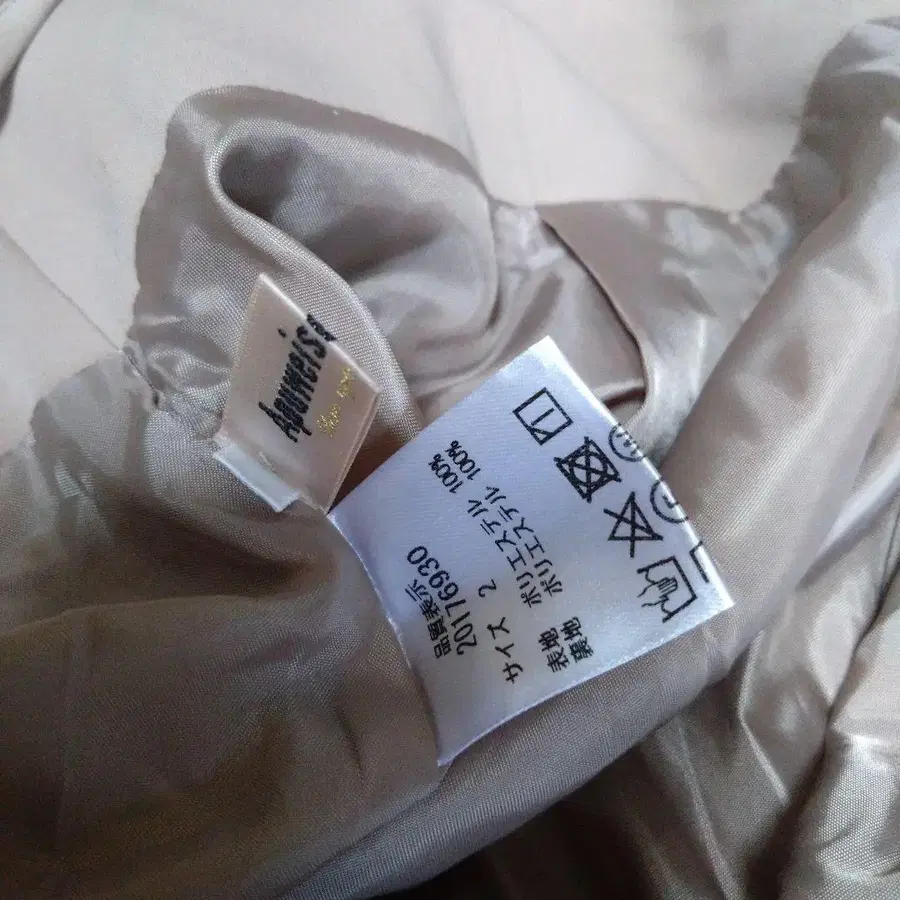 Apuweis
品質表示
20176930
サイズ 2
表地 ポリエステル 100%
裏地 ポリエステル 100%